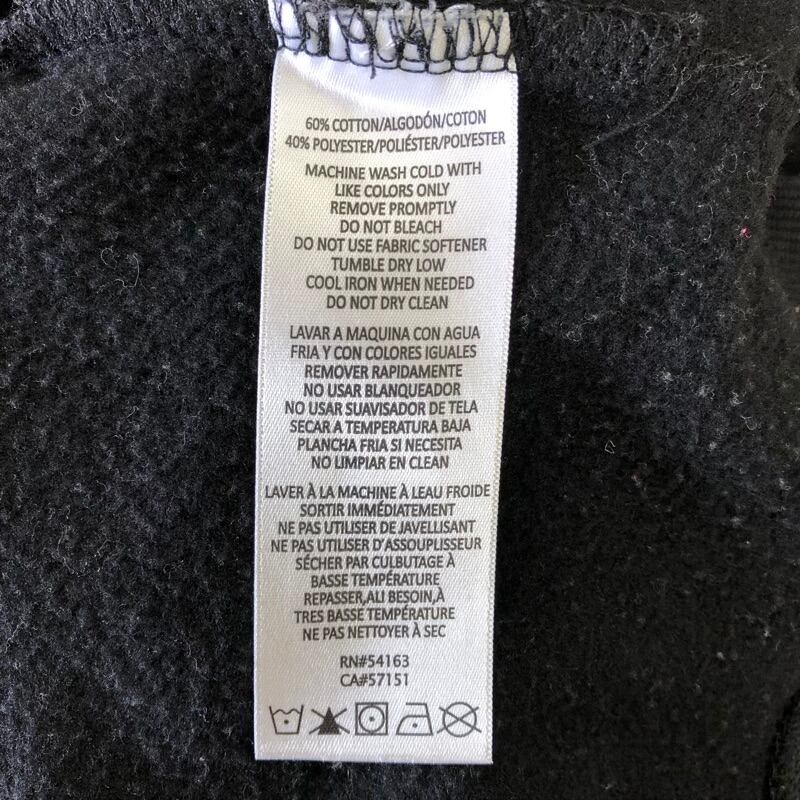 60% COTTON/ALGODÓN/COTON
40% POLYESTER/POLIÉSTER/POLYESTER
MACHINE WASH COLD WITH
LIKE COLORS ONLY
REMOVE PROMPTLY
DO NOT BLEACH
DO NOT USE FABRIC SOFTENER
TUMBLE DRY LOW
COOL IRON WHEN NEEDED
DO NOT DRY CLEAN
LAVAR A MAQUINA CON AGUA
FRIA Y CON COLORES IGUALES
REMOVER RAPIDAMENTE
NO USAR BLANQUEADOR
NO USAR SUAVISADOR DE TELA
SECAR A TEMPERATURA BAJA
PLANCHA FRIA SI NECESITA
NO LIMPIAR EN CLEAN
LAVER À LA MACHINE À LEAU FROIDE
SORTIR IMMÉDIATEMENT
NE PAS UTILISER DE JAVELLISANT
NE PAS UTILISER D'ASSOUPLISSEUR
SÉCHER PAR CULBUTAGE À
BASSE TEMPÉRATURE
REPASSER,ALI BESOIN,À
TRES BASSE TEMPÉRATURE
NE PAS NETTOYER À SEC
RN#54163
CA#57151